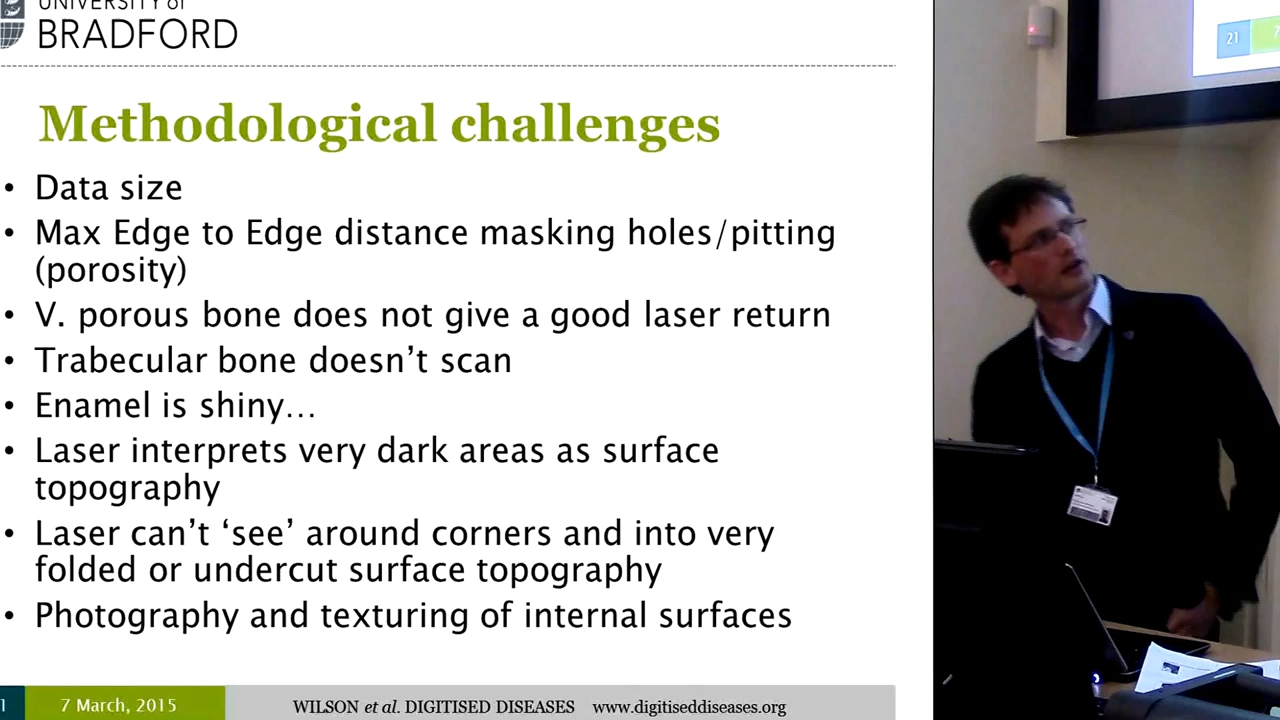 UNIVERSITY of
BRADFORD
Methodological challenges
• Data size
• Max Edge to Edge distance masking holes/pitting
(porosity)
• V. porous bone does not give a good laser return
• Trabecular bone doesn’t scan
• Enamel is shiny…
• Laser interprets very dark areas as surface
topography
• Laser can’t ‘see’ around corners and into very
folded or undercut surface topography
• Photography and texturing of internal surfaces
1 7 March, 2015 WILSON et al. DIGITISED DISEASES www.digitiseddiseases.org
21 7